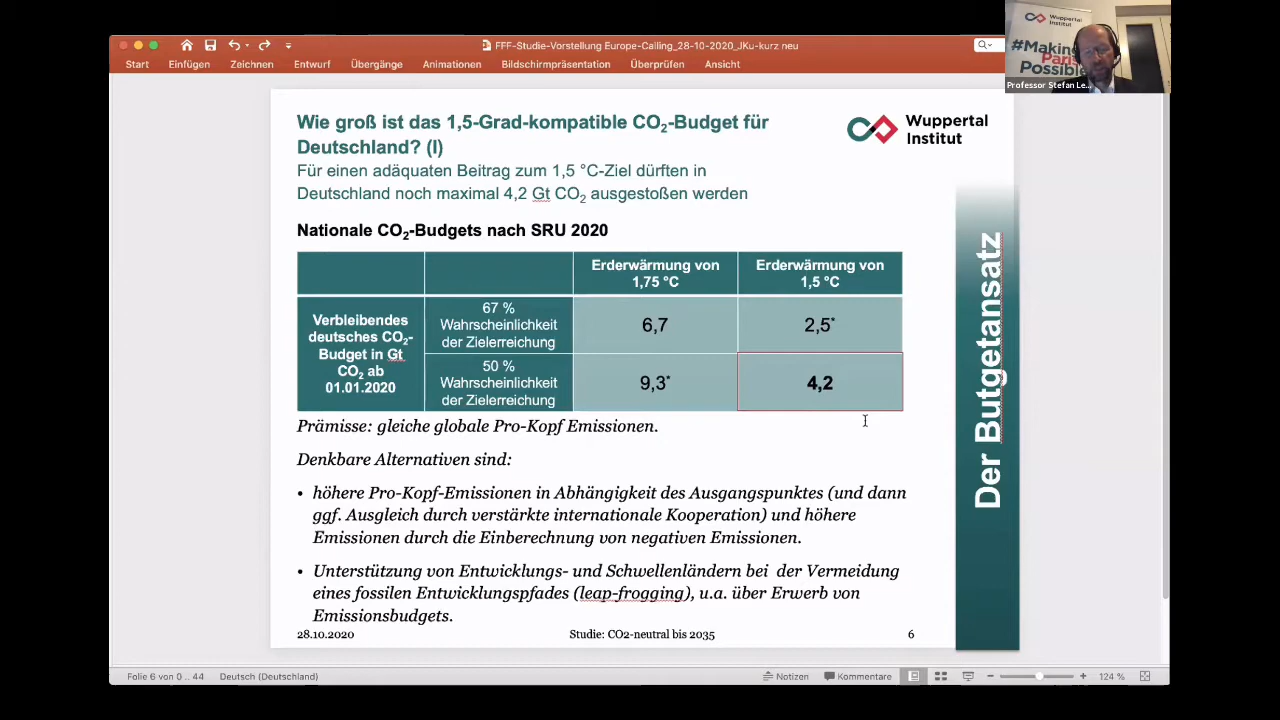 Wuppertal
Institut
#Making
Paris
Possible
Professor Stefan Le...
FFF-Studie-Vorstellung Europe-Calling_28-10-2020_JKu-kurz neu
Start Einfügen Zeichnen Entwurf Übergänge Animationen Bildschirmpräsentation Überprüfen Ansicht
Wie groß ist das 1,5-Grad-kompatible CO₂-Budget für
Deutschland? (I)
Für einen adäquaten Beitrag zum 1,5 °C-Ziel dürften in
Deutschland noch maximal 4,2 Gt CO₂ ausgestoßen werden
Wuppertal
Institut
Nationale CO₂-Budgets nach SRU 2020
Erderwärmung von
1,75 °C
Erderwärmung von
1,5 °C
Verbleibendes
deutsches CO₂-
Budget in Gt
CO₂ ab
01.01.2020
67 %
Wahrscheinlichkeit
der Zielerreichung
6,7
2,5*
50 %
Wahrscheinlichkeit
der Zielerreichung
9,3*
4,2
Prämisse: gleiche globale Pro-Kopf Emissionen.
Denkbare Alternativen sind:
• höhere Pro-Kopf-Emissionen in Abhängigkeit des Ausgangspunktes (und dann
ggf. Ausgleich durch verstärkte internationale Kooperation) und höhere
Emissionen durch die Einberechnung von negativen Emissionen.
• Unterstützung von Entwicklungs- und Schwellenländern bei der Vermeidung
eines fossilen Entwicklungspfades (leap-frogging), u.a. über Erwerb von
Emissionsbudgets.
28.10.2020 Studie: CO2-neutral bis 2035 6
Der Butgetansatz
Folie 6 von 0 .. 44 Deutsch (Deutschland) Notizen Kommentare 124 %